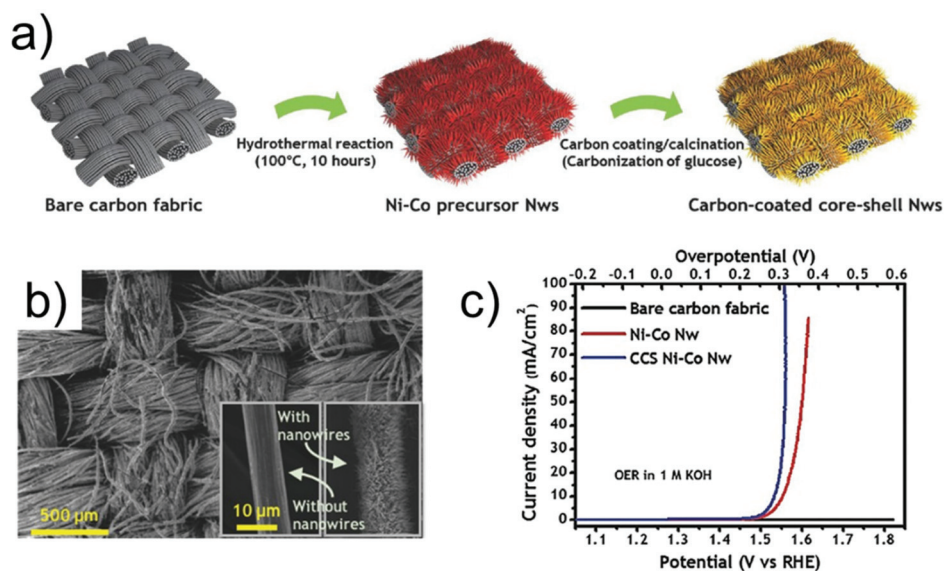 a)
Hydrothermal reaction
(100°C, 10 hours)
Carbon coating/calcination
(Carbonization of glucose)
Bare carbon fabric
Ni-Co precursor Nws
Carbon-coated core-shell Nws
b)
With
nanowires
Without
nanowires
500 µm
10 µm
c)
Overpotential (V)
-0.2 -0.1 0.0 0.1 0.2 0.3 0.4 0.5 0.6
100
90
80
70
60
50
40
30
20
10
0
Current density (mA/cm²)
Bare carbon fabric
Ni-Co Nw
CCS Ni-Co Nw
OER in 1 M KOH
1.1 1.2 1.3 1.4 1.5 1.6 1.7 1.8
Potential (V vs RHE)